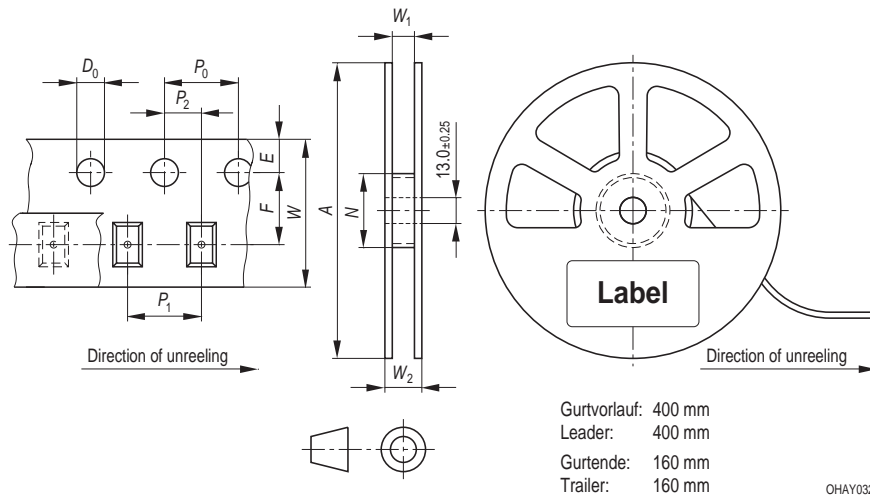 D0
P0
P2
E
F
W
P1
Direction of unreeling
W1
A
N
13.0±0.25
W2
Label
Direction of unreeling
Gurtvorlauf: 400 mm
Leader: 400 mm
Gurtende: 160 mm
Trailer: 160 mm